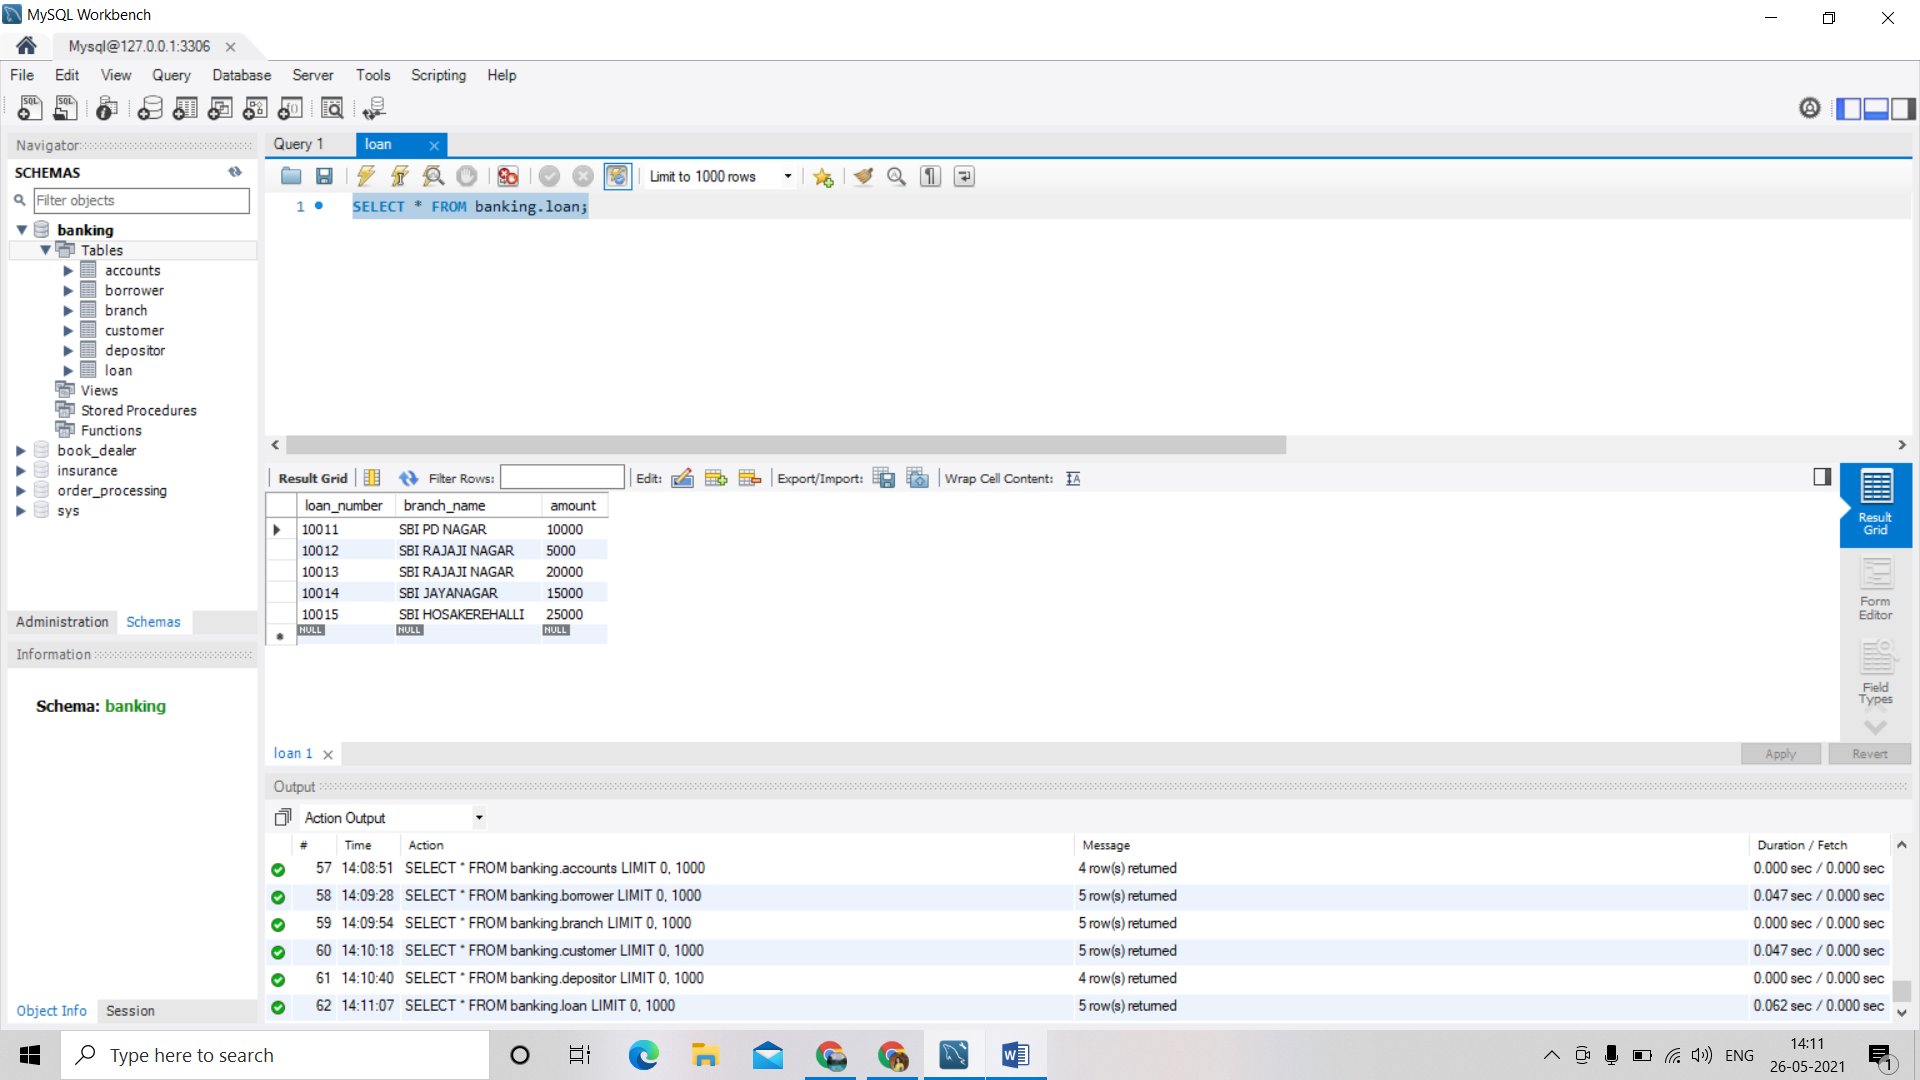 MySQL Workbench
Mysql@127.0.0.1:3306
File Edit View Query Database Server Tools Scripting Help
Navigator
SCHEMAS
Filter objects
banking
Tables
accounts
borrower
branch
customer
depositor
loan
Views
Stored Procedures
Functions
book_dealer
insurance
order_processing
sys
Administration Schemas
Information
Schema: banking
Object Info Session
Query 1 loan
Limit to 1000 rows
1 SELECT * FROM banking.loan;
Result Grid Filter Rows: Edit: Export/Import: Wrap Cell Content:
loan_number branch_name amount
10011 SBI PD NAGAR 10000
10012 SBI RAJAJI NAGAR 5000
10013 SBI RAJAJI NAGAR 20000
10014 SBI JAYANAGAR 15000
10015 SBI HOSAKEREHALLI 25000
NULL NULL NULL
Result
Grid
Form
Editor
Field
Types
loan 1
Apply Revert
Output
Action Output
# Time Action Message Duration / Fetch
57 14:08:51 SELECT * FROM banking.accounts LIMIT 0, 1000 4 row(s) returned 0.000 sec / 0.000 sec
58 14:09:28 SELECT * FROM banking.borrower LIMIT 0, 1000 5 row(s) returned 0.047 sec / 0.000 sec
59 14:09:54 SELECT * FROM banking.branch LIMIT 0, 1000 5 row(s) returned 0.000 sec / 0.000 sec
60 14:10:18 SELECT * FROM banking.customer LIMIT 0, 1000 5 row(s) returned 0.047 sec / 0.000 sec
61 14:10:40 SELECT * FROM banking.depositor LIMIT 0, 1000 4 row(s) returned 0.000 sec / 0.000 sec
62 14:11:07 SELECT * FROM banking.loan LIMIT 0, 1000 5 row(s) returned 0.062 sec / 0.000 sec
Type here to search
ENG
14:11
26-05-2021
1